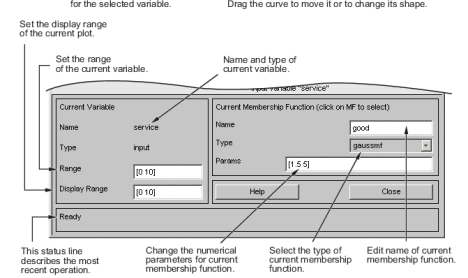 for the selected variable.
Drag the curve to move it or to change its shape.
Set the display range
of the current plot.
Set the range
of the current variable.
Name and type of
current variable.
variable "service"
Current Variable
Name service
Type input
Range [0 10]
Display Range [0 10]
Current Membership Function (click on MF to select)
Name good
Type gaussmf
Params [1.5 5]
Help Close
Ready
This status line
describes the most
recent operation.
Change the numerical
parameters for current
membership function.
Select the type of
current membership
function.
Edit name of current
membership function.